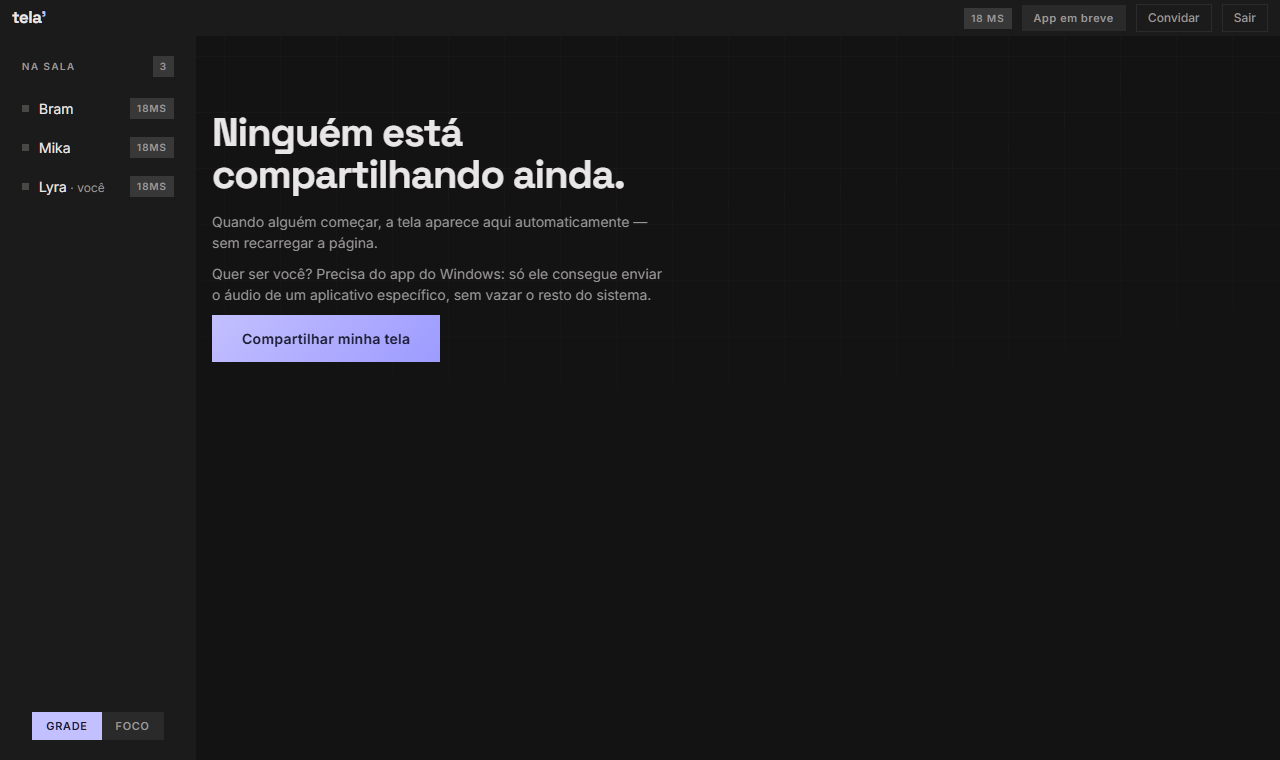 tela’
18 MS
App em breve
Convidar
Sair
NA SALA
3
Bram
18MS
Mika
18MS
Lyra · você
18MS
Ninguém está
compartilhando ainda.
Quando alguém começar, a tela aparece aqui automaticamente —
sem recarregar a página.
Quer ser você? Precisa do app do Windows: só ele consegue enviar
o áudio de um aplicativo específico, sem vazar o resto do sistema.
Compartilhar minha tela
GRADE
FOCO